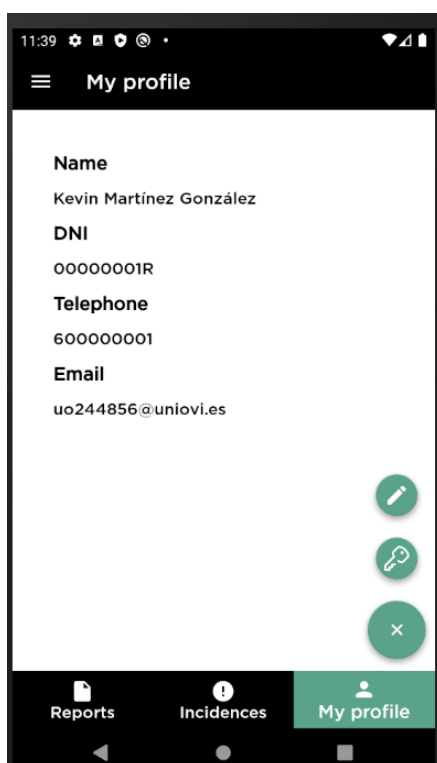 11:39
My profile
Name
Kevin Martínez González
DNI
00000001R
Telephone
600000001
Email
uo244856@uniovi.es
Reports
Incidences
My profile